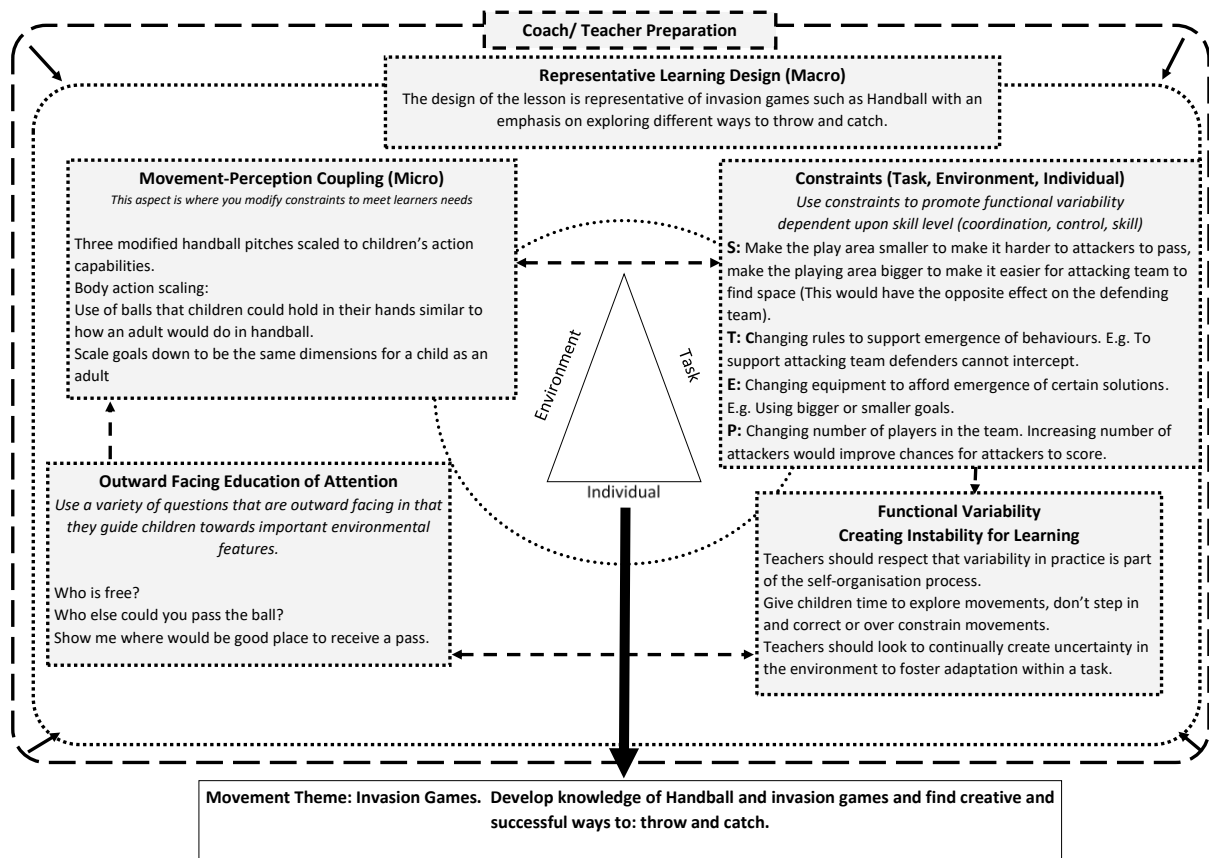 Coach/ Teacher Preparation
Representative Learning Design (Macro)
The design of the lesson is representative of invasion games such as Handball with an
emphasis on exploring different ways to throw and catch.
Movement-Perception Coupling (Micro)
This aspect is where you modify constraints to meet learners needs
Three modified handball pitches scaled to children's action
capabilities.
Body action scaling:
Use of balls that children could hold in their hands similar to
how an adult would do in handball.
Scale goals down to be the same dimensions for a child as an
adult
Constraints (Task, Environment, Individual)
Use constraints to promote functional variability
dependent upon skill level (coordination, control, skill)
S: Make the play area smaller to make it harder to attackers to pass,
make the playing area bigger to make it easier for attacking team to
find space (This would have the opposite effect on the defending
team).
T: Changing rules to support emergence of behaviours. E.g. To
support attacking team defenders cannot intercept.
E: Changing equipment to afford emergence of certain solutions.
E.g. Using bigger or smaller goals.
P: Changing number of players in the team. Increasing number of
attackers would improve chances for attackers to score.
Environment
Task
Individual
Outward Facing Education of Attention
Use a variety of questions that are outward facing in that
they guide children towards important environmental
features.
Who is free?
Who else could you pass the ball?
Show me where would be good place to receive a pass.
Functional Variability
Creating Instability for Learning
Teachers should respect that variability in practice is part
of the self-organisation process.
Give children time to explore movements, don't step in
and correct or over constrain movements.
Teachers should look to continually create uncertainty in
the environment to foster adaptation within a task.
Movement Theme: Invasion Games.  Develop knowledge of Handball and invasion games and find creative and
successful ways to: throw and catch.